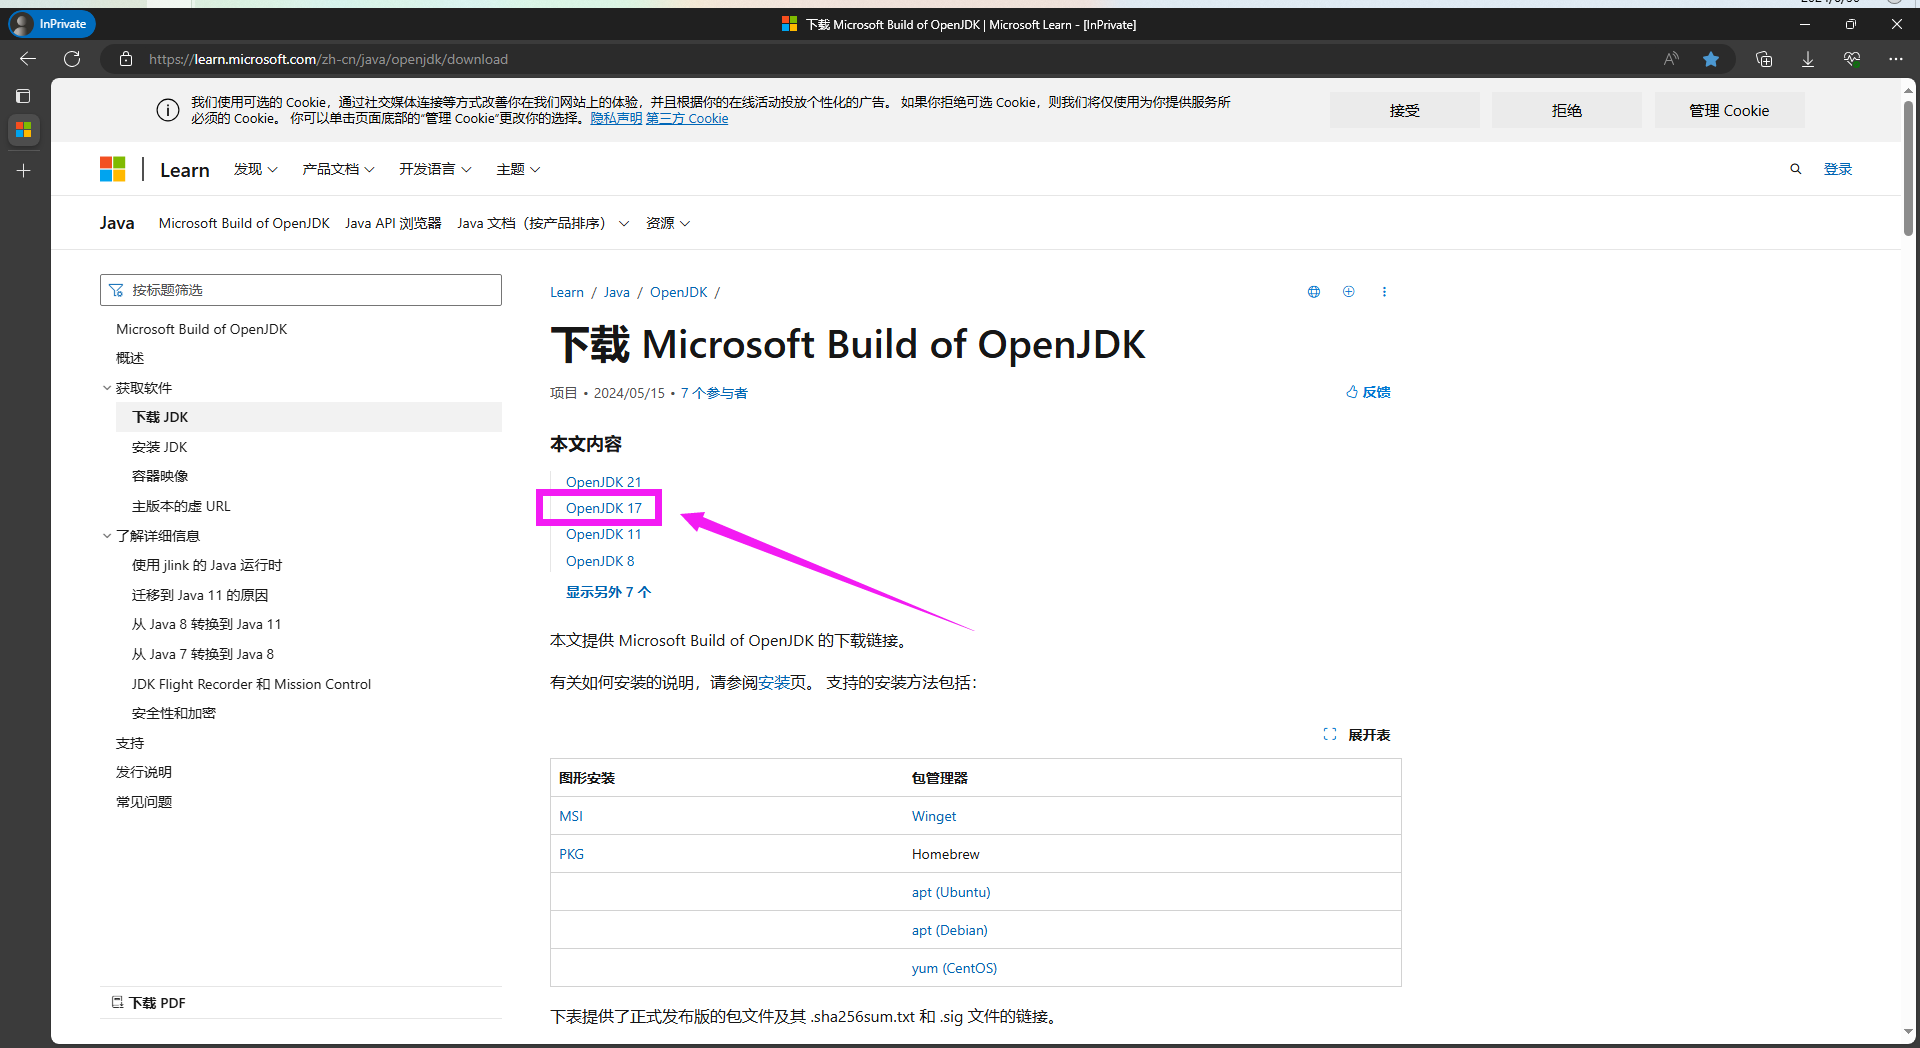 InPrivate
下载 Microsoft Build of OpenJDK | Microsoft Learn - [InPrivate]
https://learn.microsoft.com/zh-cn/java/openjdk/download
我们使用可选的 Cookie，通过社交媒体连接等方式改善你在我们网站上的体验，并且根据你的在线活动投放个性化的广告。 如果你拒绝可选 Cookie，则我们将仅使用为你提供服务所
必须的 Cookie。 你可以单击页面底部的“管理 Cookie”更改你的选择。隐私声明 第三方 Cookie
接受
拒绝
管理 Cookie
Learn
发现
产品文档
开发语言
主题
登录
Java
Microsoft Build of OpenJDK
Java API 浏览器
Java 文档（按产品排序）
资源
按标题筛选
Microsoft Build of OpenJDK
概述
获取软件
下载 JDK
安装 JDK
容器映像
主版本的虚 URL
了解详细信息
使用 jlink 的 Java 运行时
迁移到 Java 11 的原因
从 Java 8 转换到 Java 11
从 Java 7 转换到 Java 8
JDK Flight Recorder 和 Mission Control
安全性和加密
支持
发行说明
常见问题
下载 PDF
Learn / Java / OpenJDK /
下载 Microsoft Build of OpenJDK
项目 • 2024/05/15 • 7 个参与者
反馈
本文内容
OpenJDK 21
OpenJDK 17
OpenJDK 11
OpenJDK 8
显示另外 7 个
本文提供 Microsoft Build of OpenJDK 的下载链接。
有关如何安装的说明，请参阅安装页。 支持的安装方法包括：
展开表
图形安装 包管理器
MSI Winget
PKG Homebrew
apt (Ubuntu)
apt (Debian)
yum (CentOS)
下表提供了正式发布版的包文件及其 .sha256sum.txt 和 .sig 文件的链接。